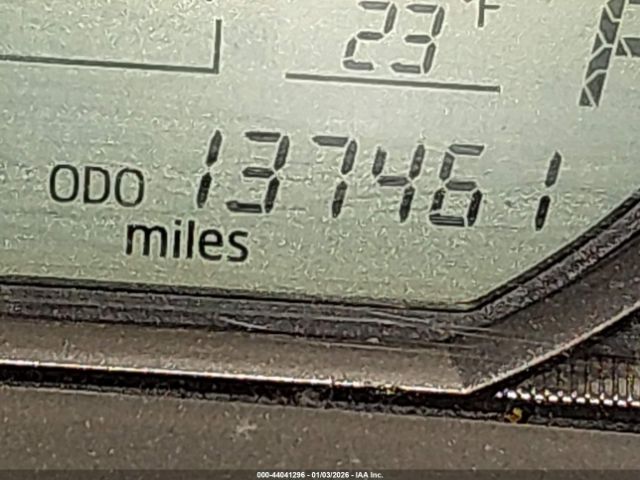 23°F
ODO 137461
miles
000-44041296 - 01/03/2026 - IAA Inc.